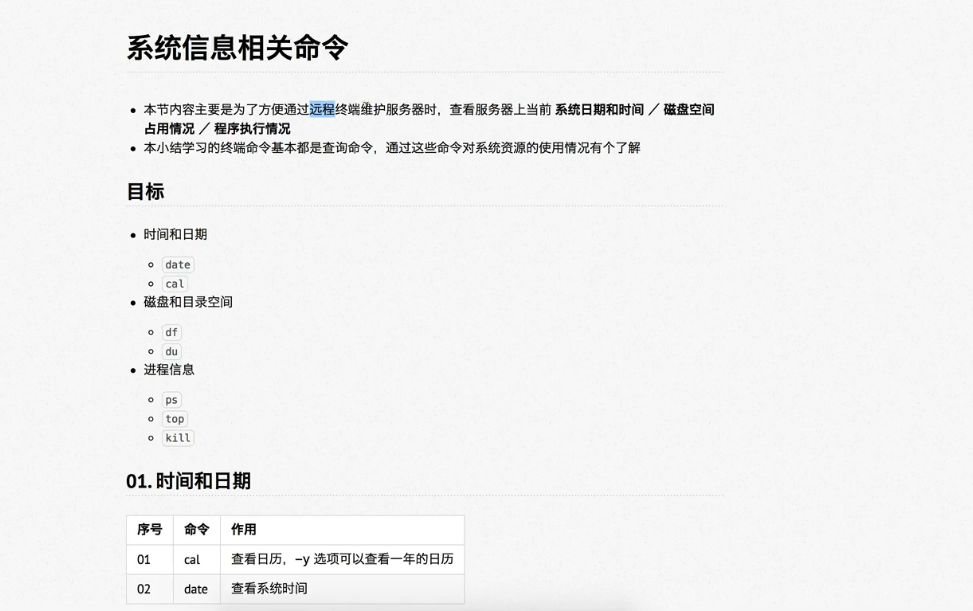 系统信息相关命令
本节内容主要是为了方便通过远程终端维护服务器时，查看服务器上当前 系统日期和时间 ／ 磁盘空间
占用情况 ／ 程序执行情况
本小结学习的终端命令基本都是查询命令，通过这些命令对系统资源的使用情况有个了解
目标
时间和日期
date
cal
磁盘和目录空间
df
du
进程信息
ps
top
kill
01. 时间和日期
序号 命令 作用
01 cal 查看日历，–y 选项可以查看一年的日历
02 date 查看系统时间